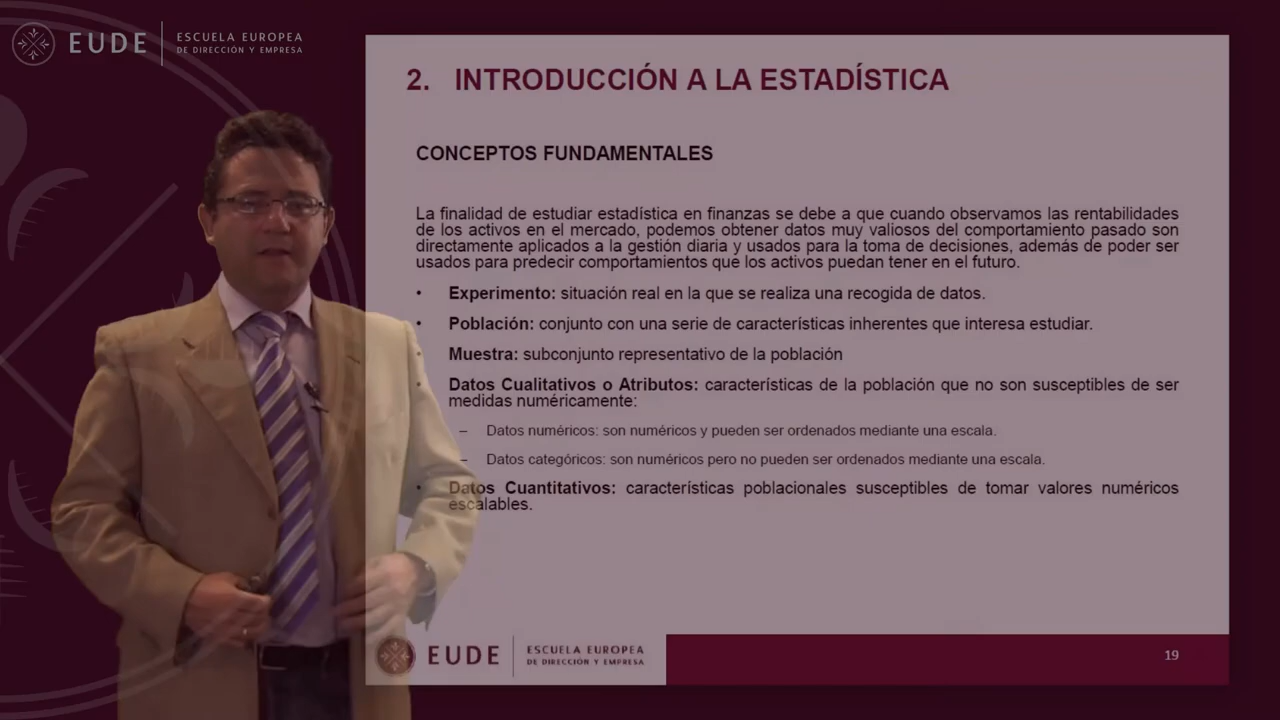 EUDE
ESCUELA EUROPEA
DE DIRECCIÓN Y EMPRESA
2. INTRODUCCIÓN A LA ESTADÍSTICA
CONCEPTOS FUNDAMENTALES
La finalidad de estudiar estadística en finanzas se debe a que cuando observamos las rentabilidades
de los activos en el mercado, podemos obtener datos muy valiosos del comportamiento pasado son
directamente aplicados a la gestión diaria y usados para la toma de decisiones, además de poder ser
usados para predecir comportamientos que los activos puedan tener en el futuro.
• Experimento: situación real en la que se realiza una recogida de datos.
• Población: conjunto con una serie de características inherentes que interesa estudiar.
• Muestra: subconjunto representativo de la población
• Datos Cualitativos o Atributos: características de la población que no son susceptibles de ser
medidas numéricamente:
– Datos numéricos: son numéricos y pueden ser ordenados mediante una escala.
– Datos categóricos: son numéricos pero no pueden ser ordenados mediante una escala.
• Datos Cuantitativos: características poblacionales susceptibles de tomar valores numéricos
escalables.
EUDE
ESCUELA EUROPEA
DE DIRECCIÓN Y EMPRESA
19